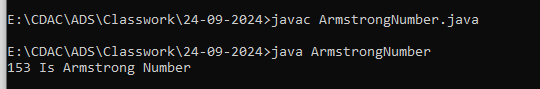 E:\CDAC\ADS\Classwork\24-09-2024>javac ArmstrongNumber.java
E:\CDAC\ADS\Classwork\24-09-2024>java ArmstrongNumber
153 Is Armstrong Number